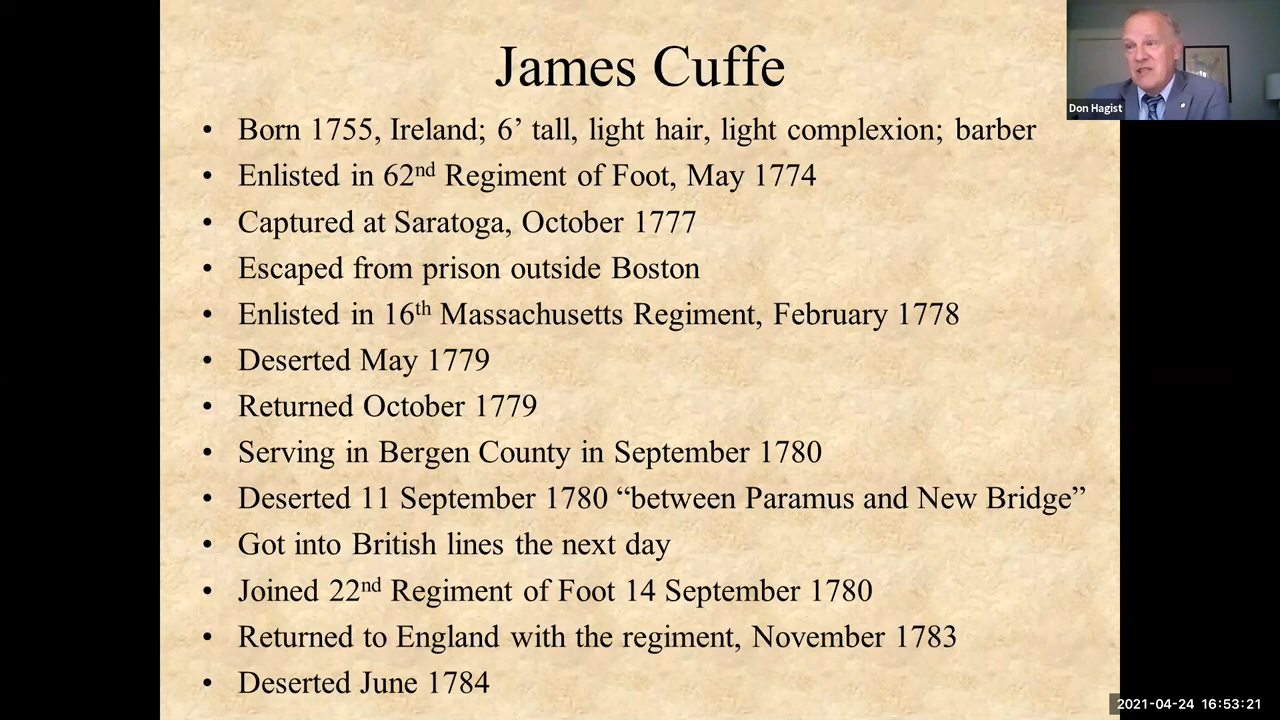 James Cuffe
Don Hagist
• Born 1755, Ireland; 6’ tall, light hair, light complexion; barber
• Enlisted in 62nd Regiment of Foot, May 1774
• Captured at Saratoga, October 1777
• Escaped from prison outside Boston
• Enlisted in 16th Massachusetts Regiment, February 1778
• Deserted May 1779
• Returned October 1779
• Serving in Bergen County in September 1780
• Deserted 11 September 1780 “between Paramus and New Bridge”
• Got into British lines the next day
• Joined 22nd Regiment of Foot 14 September 1780
• Returned to England with the regiment, November 1783
• Deserted June 1784
2021-04-24 16:53:21